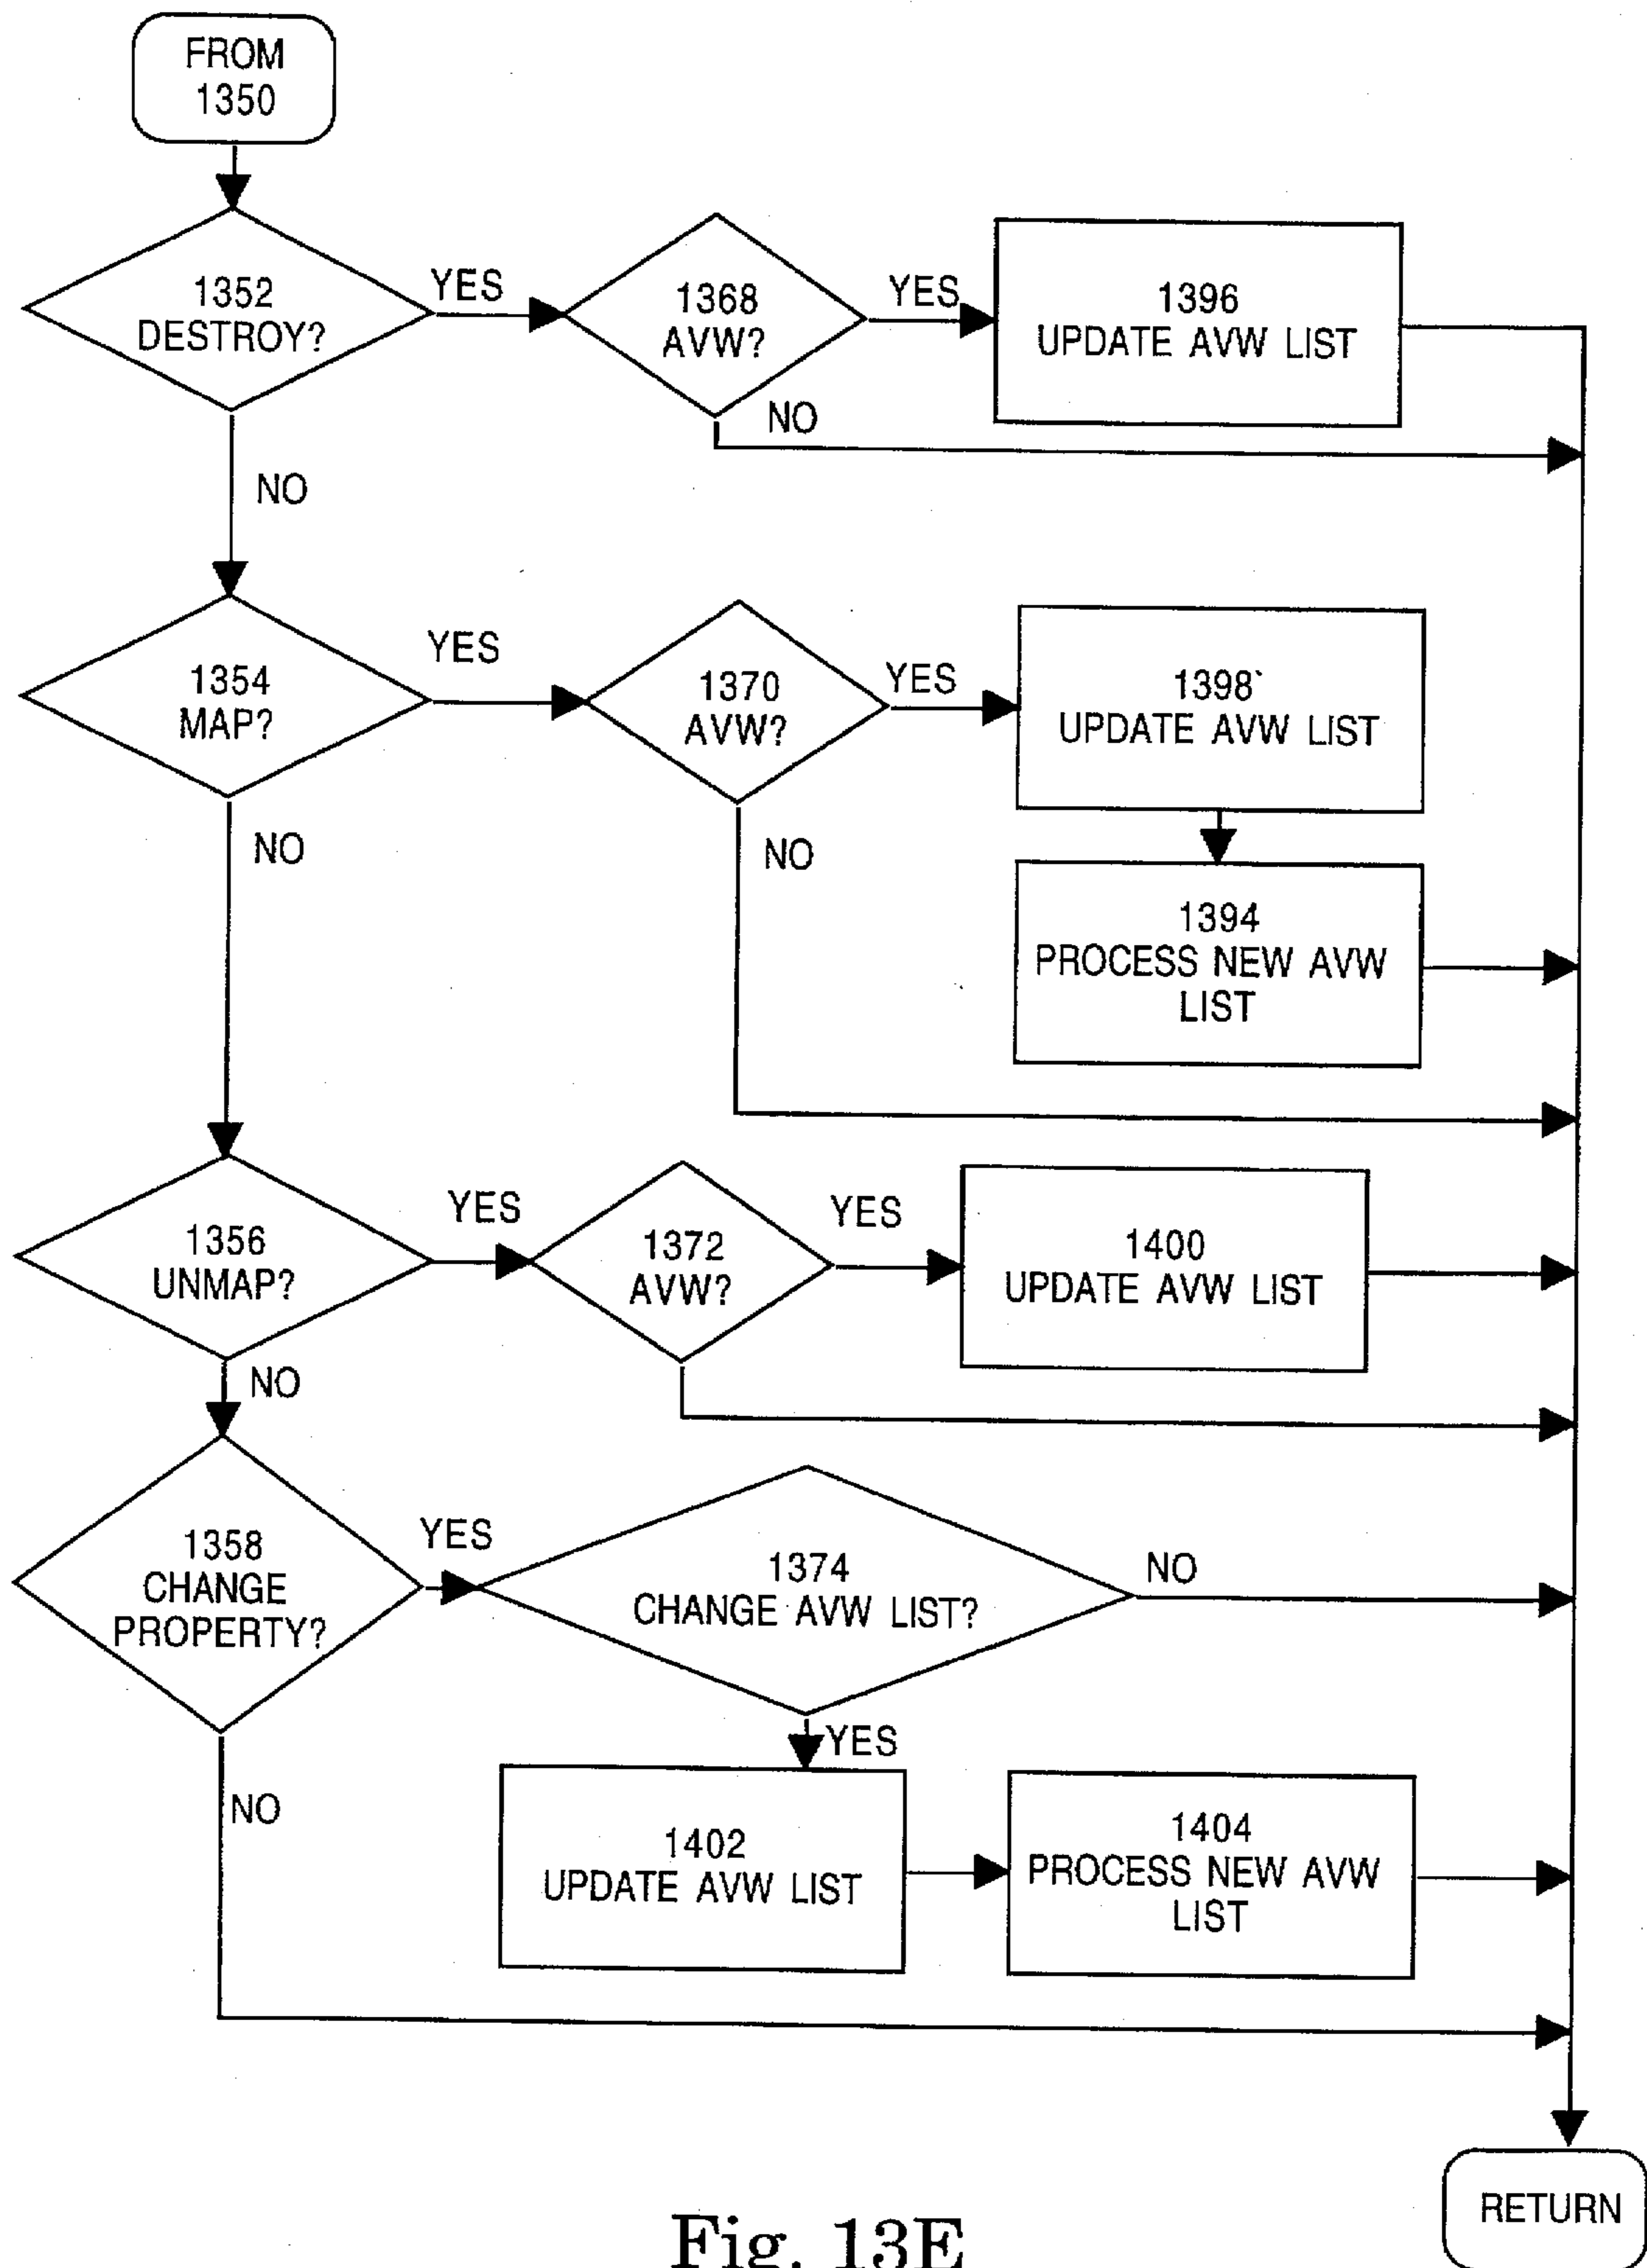 FROM
1350
1352
DESTROY?
YES
1368
AVW?
YES
1396
UPDATE AVW LIST
NO
NO
1354
MAP?
YES
1370
AVW?
YES
1398`
UPDATE AVW LIST
NO
NO
1394
PROCESS NEW AVW
LIST
1356
UNMAP?
YES
1372
AVW?
YES
1400
UPDATE AVW LIST
NO
1358
CHANGE
PROPERTY?
YES
1374
CHANGE AVW LIST?
NO
YES
NO
1402
UPDATE AVW LIST
1404
PROCESS NEW AVW
LIST
RETURN
Fig. 13E